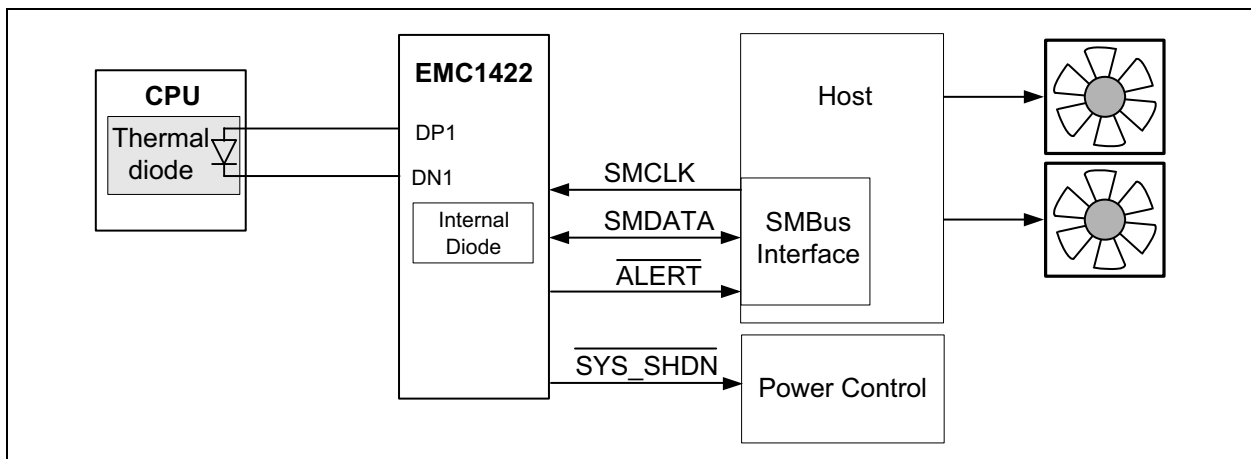 CPU
Thermal
diode
EMC1422
DP1
DN1
Internal
Diode
SMCLK
SMDATA
ALERT
SYS_SHDN
Host
SMBus
Interface
Power Control